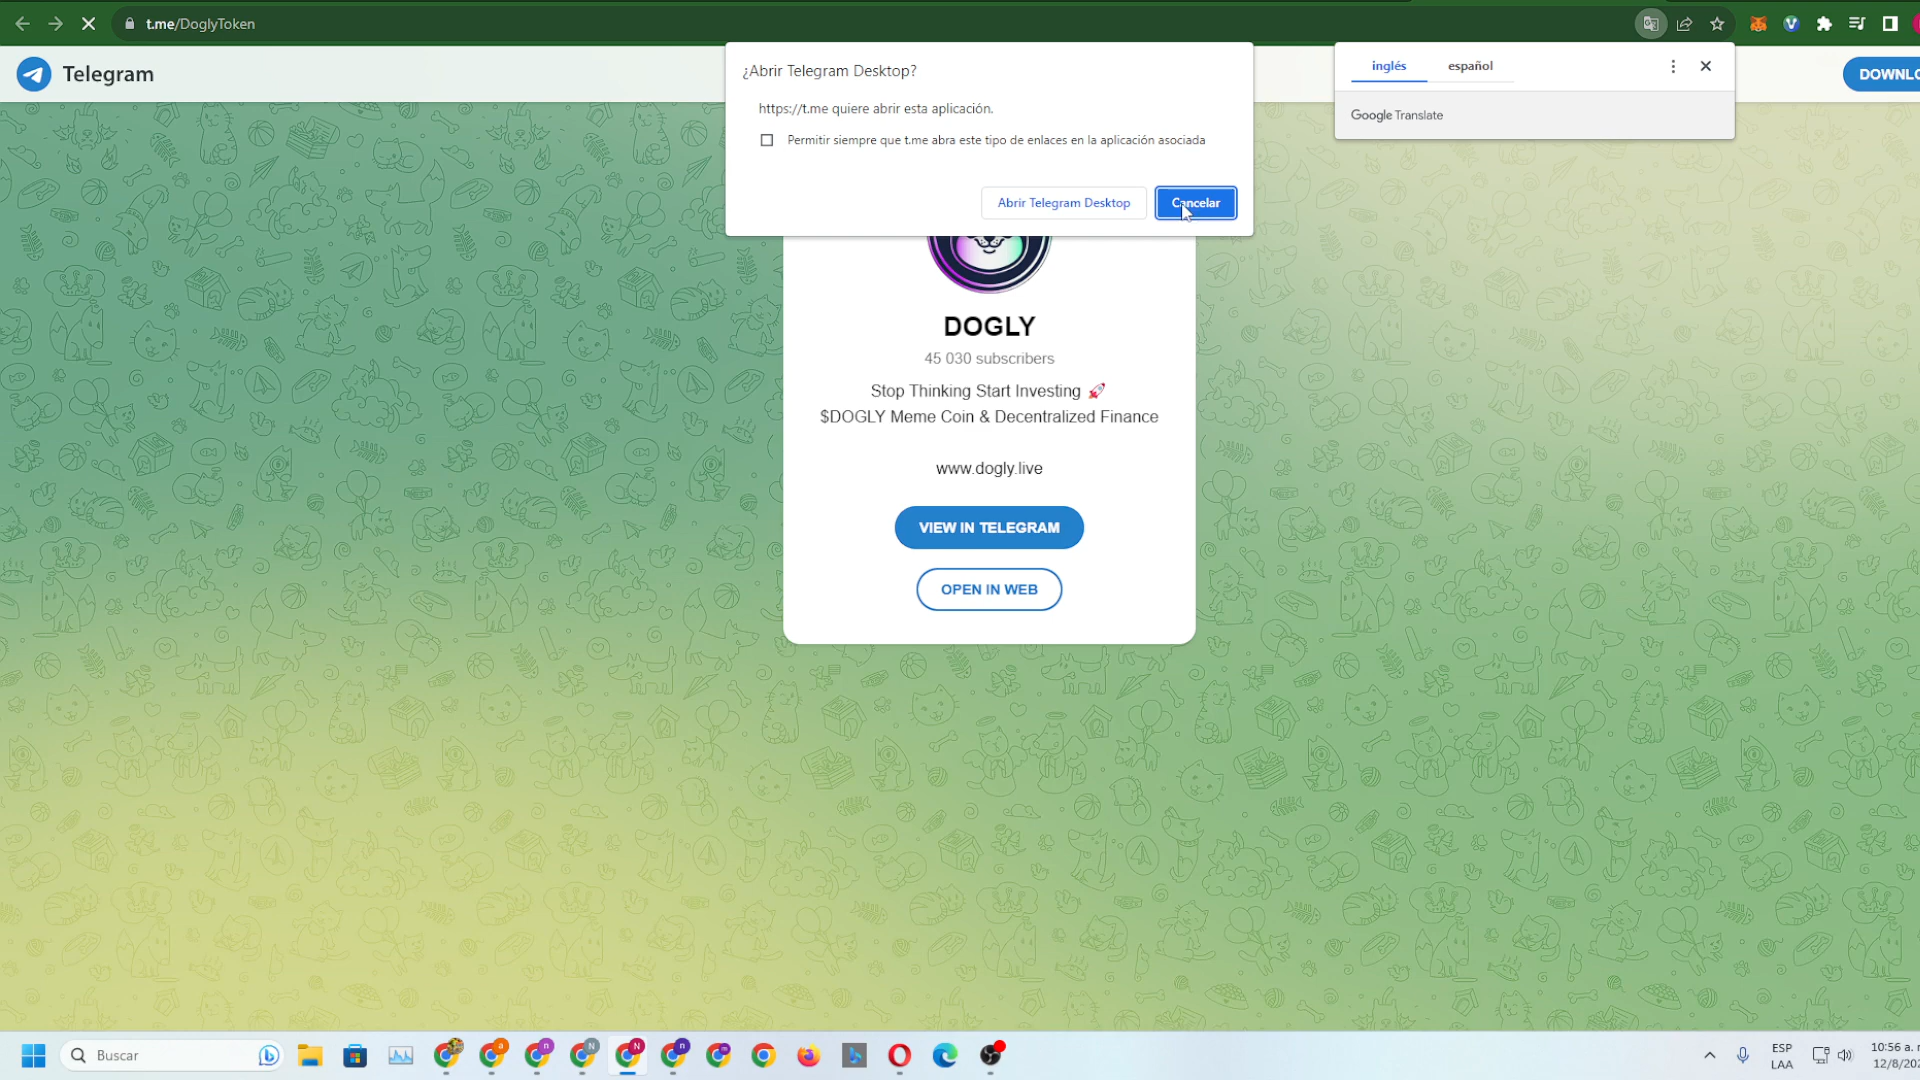 t.me/DoglyToken
Telegram
¿Abrir Telegram Desktop?
https://t.me quiere abrir esta aplicación.
Permitir siempre que t.me abra este tipo de enlaces en la aplicación asociada
Abrir Telegram Desktop
Cancelar
inglés
español
Google Translate
DOWNLO
DOGLY
45 030 subscribers
Stop Thinking Start Investing 🚀
$DOGLY Meme Coin & Decentralized Finance
www.dogly.live
VIEW IN TELEGRAM
OPEN IN WEB
Buscar
ESP
LAA
10:56 a. m
12/8/202